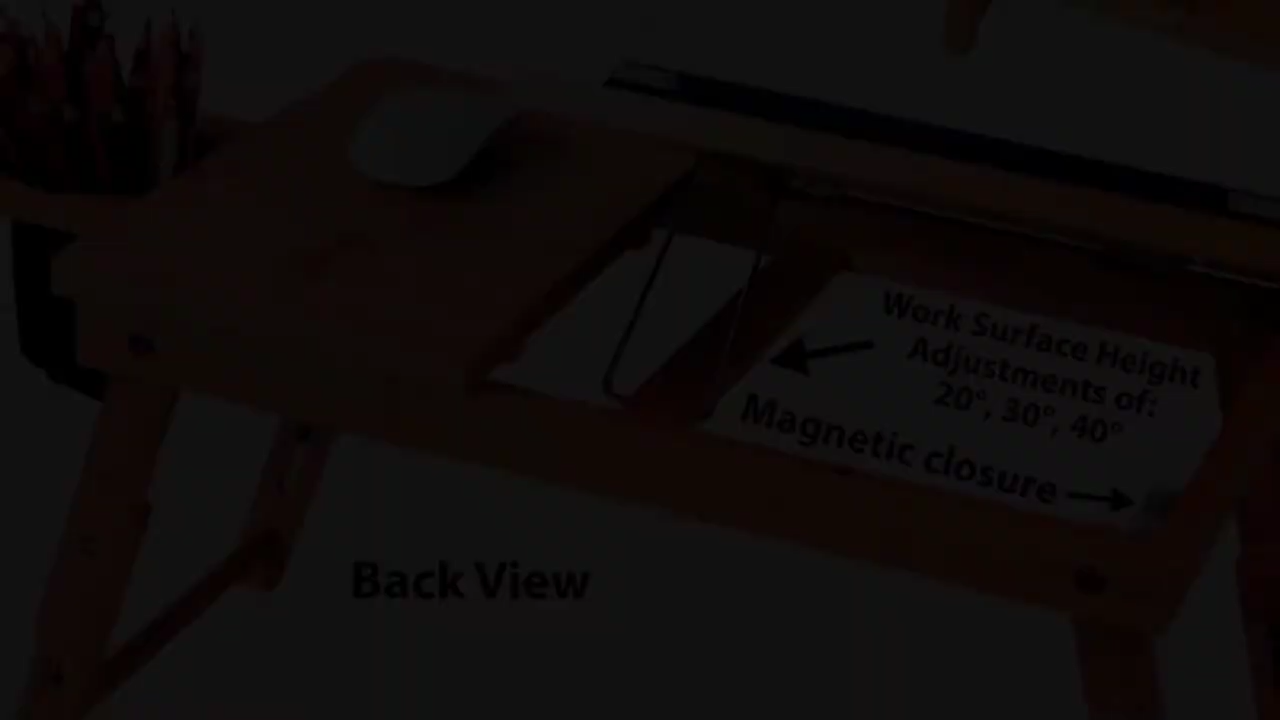 Work Surface Height
Adjustments of:
20°, 30°, 40°
Magnetic closure
Back View